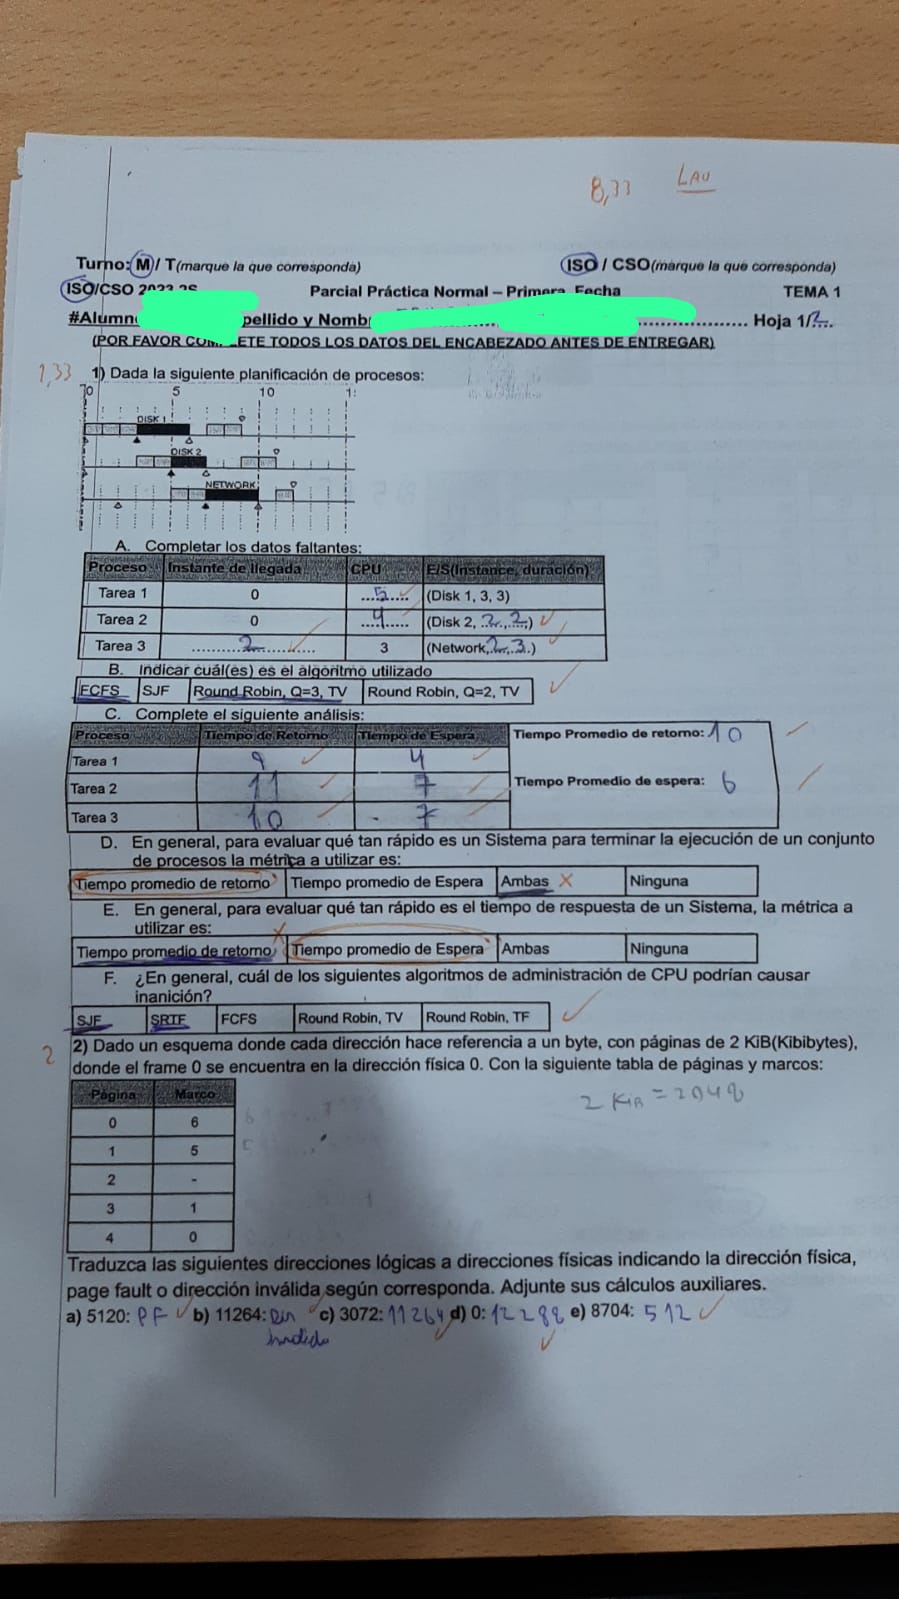 8,33 LAU
Turno: M / T(marque la que corresponda) ISO / CSO(marque la que corresponda)
ISO/CSO 2023 2S Parcial Práctica Normal – Primera Fecha TEMA 1
#Alumn pellido y Nomb Hoja 1/2
(POR FAVOR COM ETE TODOS LOS DATOS DEL ENCABEZADO ANTES DE ENTREGAR)
1,33 1) Dada la siguiente planificación de procesos:
0 5 10 1
DISK 1
DISK 2
NETWORK
A. Completar los datos faltantes:
Proceso Instante de llegada CPU E/S(Instance, duración)
Tarea 1 0 5 (Disk 1, 3, 3)
Tarea 2 0 4 (Disk 2, 2, 2)
Tarea 3 2 3 (Network, 2, 3)
B. Indicar cuál(es) es el algoritmo utilizado
FCFS SJF Round Robin, Q=3, TV Round Robin, Q=2, TV
C. Complete el siguiente análisis:
Proceso Tiempo de Retorno Tiempo de Espera Tiempo Promedio de retorno: 10
Tarea 1 9 4
Tarea 2 11 7 Tiempo Promedio de espera: 6
Tarea 3 10 7
D. En general, para evaluar qué tan rápido es un Sistema para terminar la ejecución de un conjunto
de procesos la métrica a utilizar es:
Tiempo promedio de retorno Tiempo promedio de Espera Ambas X Ninguna
E. En general, para evaluar qué tan rápido es el tiempo de respuesta de un Sistema, la métrica a
utilizar es: X
Tiempo promedio de retorno Tiempo promedio de Espera Ambas Ninguna
F. ¿En general, cuál de los siguientes algoritmos de administración de CPU podrían causar
inanición?
SJF SRTF FCFS Round Robin, TV Round Robin, TF
2 2) Dado un esquema donde cada dirección hace referencia a un byte, con páginas de 2 KiB(Kibibytes),
donde el frame 0 se encuentra en la dirección física 0. Con la siguiente tabla de páginas y marcos:
Página Marco 2 KiB = 2048
0 6
1 5
2 -
3 1
4 0
Traduzca las siguientes direcciones lógicas a direcciones físicas indicando la dirección física,
page fault o dirección inválida según corresponda. Adjunte sus cálculos auxiliares.
a) 5120: PF b) 11264: Dir c) 3072: 11264 d) 0: 12288 e) 8704: 512